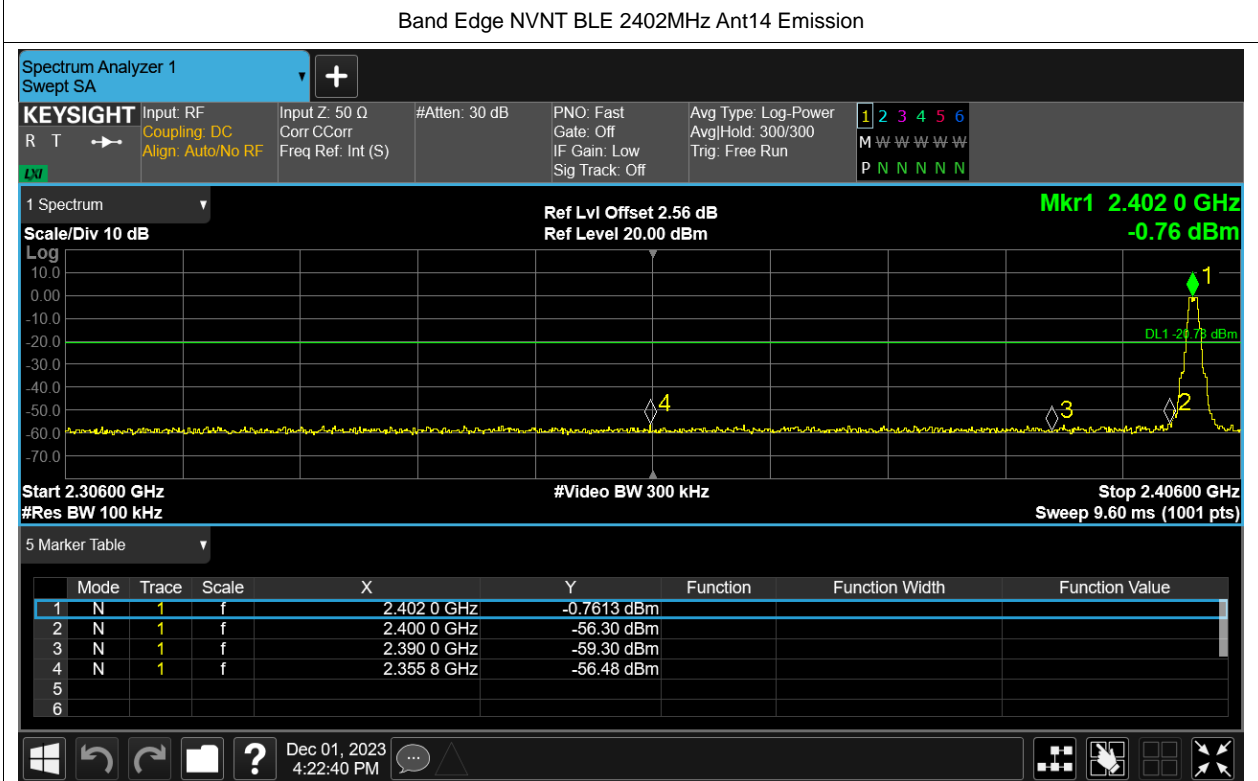 Band Edge NVNT BLE 2402MHz Ant14 Emission
Spectrum Analyzer 1
Swept SA
+
KEYSIGHT Input: RF Input Z: 50 Ω #Atten: 30 dB PNO: Fast Avg Type: Log-Power 1 2 3 4 5 6
R T Coupling: DC Corr CCorr Gate: Off Avg|Hold: 300/300 M W W W W W
Align: Auto/No RF Freq Ref: Int (S) IF Gain: Low Trig: Free Run
LXI Sig Track: Off P N N N N N
1 Spectrum Ref Lvl Offset 2.56 dB Mkr1 2.402 0 GHz
Scale/Div 10 dB Ref Level 20.00 dBm -0.76 dBm
Log
10.0 1
0.00
-10.0
-20.0 DL1 -20.73 dBm
-30.0
-40.0
-50.0 4 3 2
-60.0
-70.0
Start 2.30600 GHz #Video BW 300 kHz Stop 2.40600 GHz
#Res BW 100 kHz Sweep 9.60 ms (1001 pts)
5 Marker Table
Mode Trace Scale X Y Function Function Width Function Value
1 N 1 f 2.402 0 GHz -0.7613 dBm
2 N 1 f 2.400 0 GHz -56.30 dBm
3 N 1 f 2.390 0 GHz -59.30 dBm
4 N 1 f 2.355 8 GHz -56.48 dBm
5
6
? Dec 01, 2023
4:22:40 PM